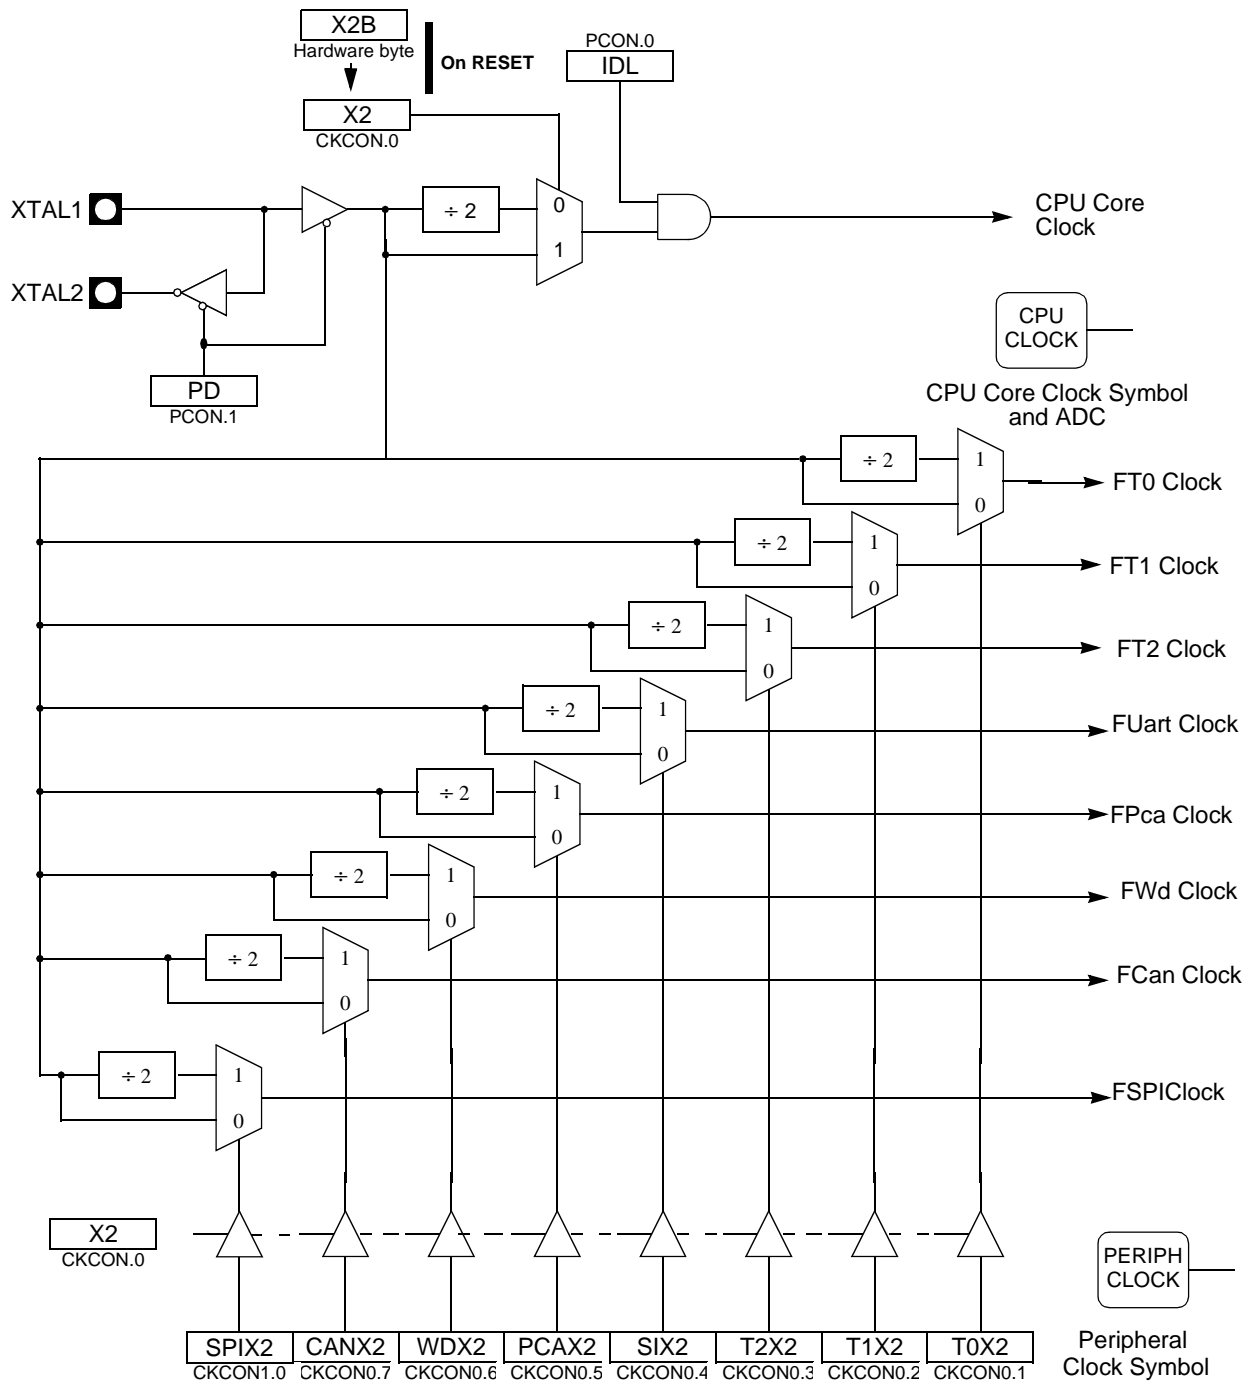 X2B
Hardware byte
On RESET
X2
CKCON.0
PCON.0
IDL
XTAL1
÷ 2
0
1
CPU Core
Clock
XTAL2
PD
PCON.1
CPU
CLOCK
CPU Core Clock Symbol
and ADC
÷ 2
1
0
FT0 Clock
÷ 2
1
0
FT1 Clock
÷ 2
1
0
FT2 Clock
÷ 2
1
0
FUart Clock
÷ 2
1
0
FPca Clock
÷ 2
1
0
FWd Clock
÷ 2
1
0
FCan Clock
÷ 2
1
0
FSPIClock
X2
CKCON.0
PERIPH
CLOCK
Peripheral
Clock Symbol
SPIX2
CKCON1.0
CANX2
CKCON0.7
WDX2
CKCON0.6
PCAX2
CKCON0.5
SIX2
CKCON0.4
T2X2
CKCON0.3
T1X2
CKCON0.2
T0X2
CKCON0.1